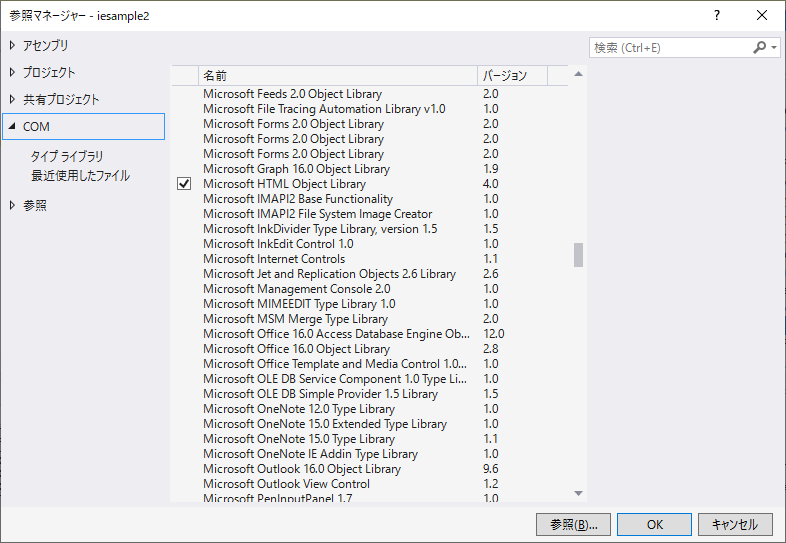 参照マネージャー - iesample2
アセンブリ
プロジェクト
共有プロジェクト
COM
タイプ ライブラリ
最近使用したファイル
参照
検索 (Ctrl+E)
名前 バージョン
Microsoft Feeds 2.0 Object Library 2.0
Microsoft File Tracing Automation Library v1.0 1.0
Microsoft Forms 2.0 Object Library 2.0
Microsoft Forms 2.0 Object Library 2.0
Microsoft Forms 2.0 Object Library 2.0
Microsoft Graph 16.0 Object Library 1.9
Microsoft HTML Object Library 4.0
Microsoft IMAPI2 Base Functionality 1.0
Microsoft IMAPI2 File System Image Creator 1.0
Microsoft InkDivider Type Library, version 1.5 1.5
Microsoft InkEdit Control 1.0 1.0
Microsoft Internet Controls 1.1
Microsoft Jet and Replication Objects 2.6 Library 2.6
Microsoft Management Console 2.0 1.0
Microsoft MIMEEDIT Type Library 1.0 1.0
Microsoft MSM Merge Type Library 2.0
Microsoft Office 16.0 Access Database Engine Ob... 12.0
Microsoft Office 16.0 Object Library 2.8
Microsoft Office Template and Media Control 1.0... 1.0
Microsoft OLE DB Service Component 1.0 Type Li... 1.0
Microsoft OLE DB Simple Provider 1.5 Library 1.5
Microsoft OneNote 12.0 Type Library 1.0
Microsoft OneNote 15.0 Extended Type Library 1.0
Microsoft OneNote 15.0 Type Library 1.1
Microsoft OneNote IE Addin Type Library 1.0
Microsoft Outlook 16.0 Object Library 9.6
Microsoft Outlook View Control 1.2
Microsoft PenInputPanel 1.7 1.0
参照(B)... OK キャンセル